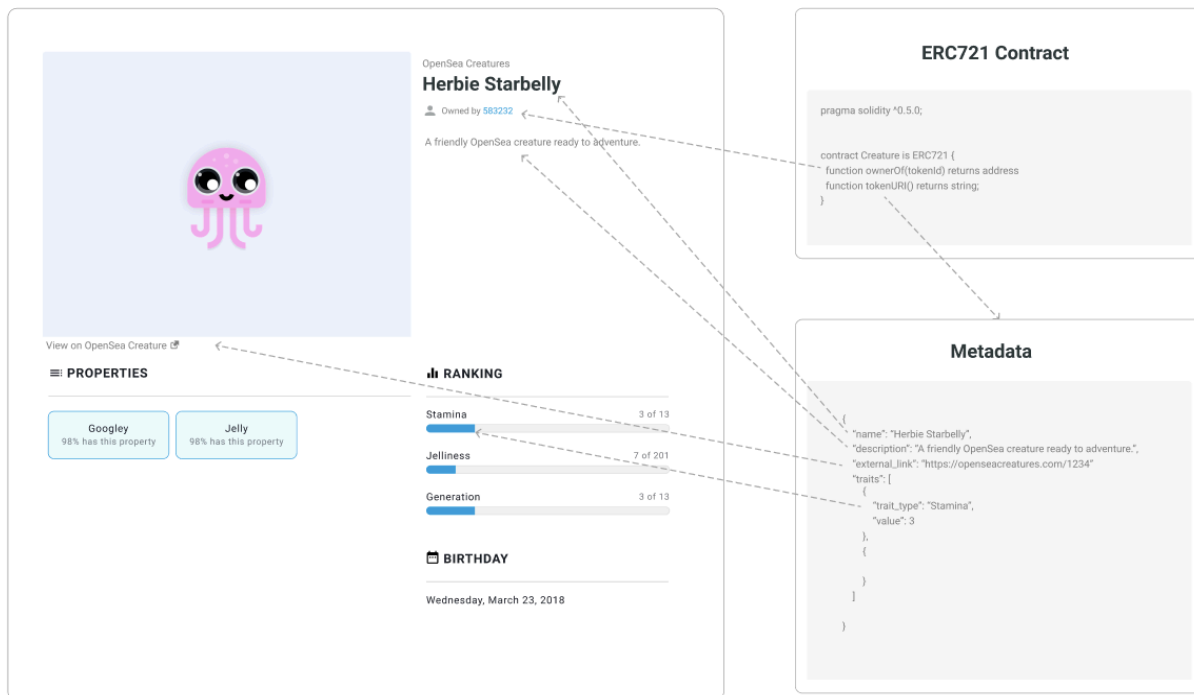 OpenSea Creatures
Herbie Starbelly
Owned by 583232
A friendly OpenSea creature ready to adventure.
View on OpenSea Creature
PROPERTIES
Googley
98% has this property
Jelly
98% has this property
RANKING
Stamina 3 of 13
Jelliness 7 of 201
Generation 3 of 13
BIRTHDAY
Wednesday, March 23, 2018
ERC721 Contract
pragma solidity ^0.5.0;
contract Creature is ERC721 {
function ownerOf(tokenId) returns address
function tokenURI() returns string;
}
Metadata
{
"name": "Herbie Starbelly",
"description": "A friendly OpenSea creature ready to adventure.",
"external_link": "https://openseacreatures.com/1234"
"traits": [
{
"trait_type": "Stamina",
"value": 3
},
{
}
]
}